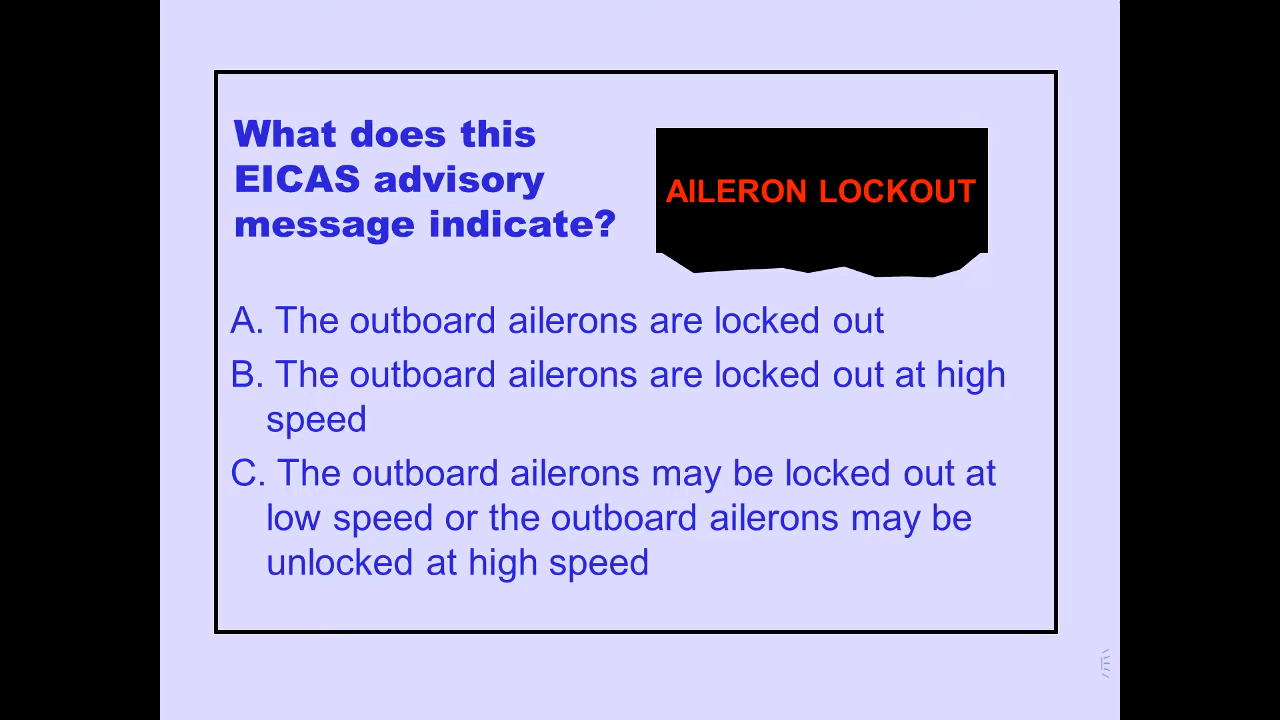 What does this
EICAS advisory
message indicate?
AILERON LOCKOUT
A. The outboard ailerons are locked out
B. The outboard ailerons are locked out at high
speed
C. The outboard ailerons may be locked out at
low speed or the outboard ailerons may be
unlocked at high speed